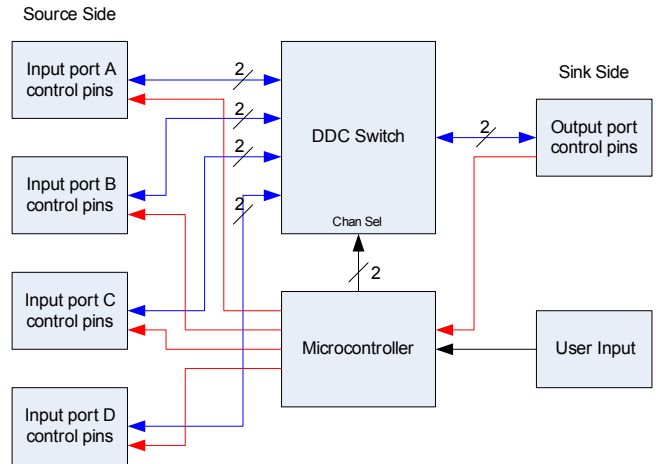 Source Side
Input port A
control pins
2
2
2
2
DDC Switch
Chan Sel
Sink Side
2
Output port
control pins
Input port B
control pins
2
Input port C
control pins
Microcontroller
User Input
Input port D
control pins